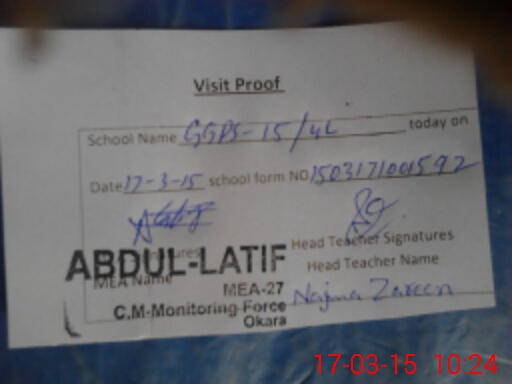 Visit Proof
School Name GGPS-15/4L today on
Date 17-3-15 school form NO 150317101592
Head Teacher Signatures
ABDUL-LATIF
MEA Name
Head Teacher Name
MEA-27
Najma Zareen
C.M-Monitoring Force
Okara
17-03-15 10:24